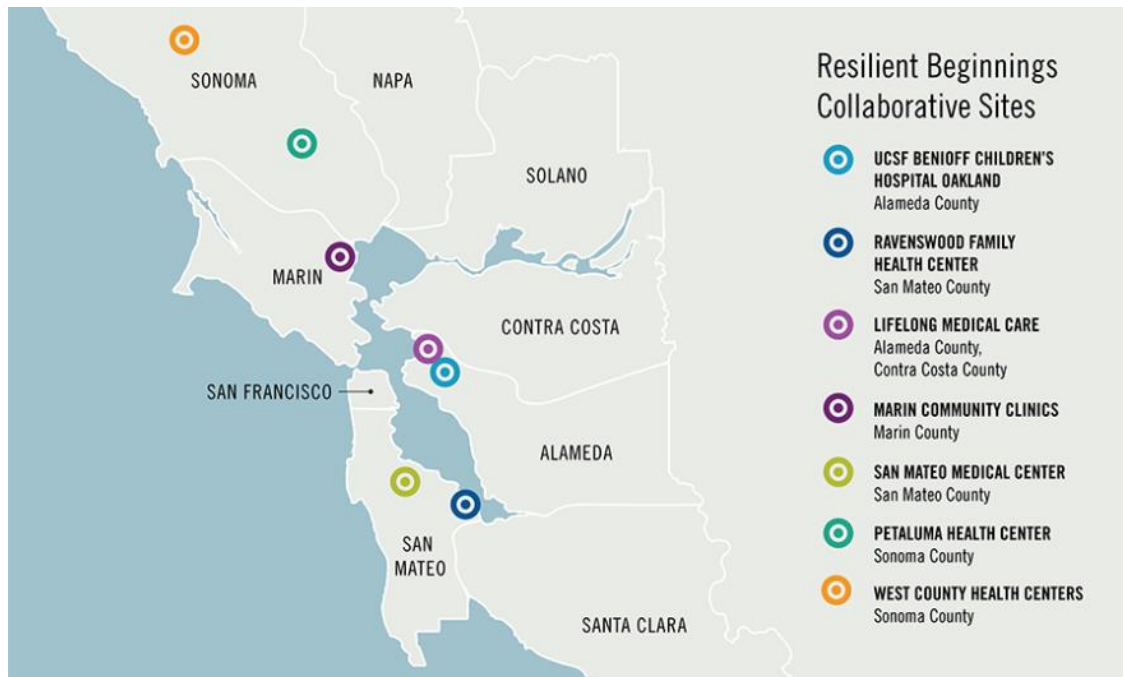 SONOMA
NAPA
SOLANO
MARIN
CONTRA COSTA
SAN FRANCISCO
ALAMEDA
SAN
MATEO
SANTA CLARA
Resilient Beginnings
Collaborative Sites
UCSF BENIOFF CHILDREN'S
HOSPITAL OAKLAND
Alameda County
RAVENSWOOD FAMILY
HEALTH CENTER
San Mateo County
LIFELONG MEDICAL CARE
Alameda County,
Contra Costa County
MARIN COMMUNITY CLINICS
Marin County
SAN MATEO MEDICAL CENTER
San Mateo County
PETALUMA HEALTH CENTER
Sonoma County
WEST COUNTY HEALTH CENTERS
Sonoma County